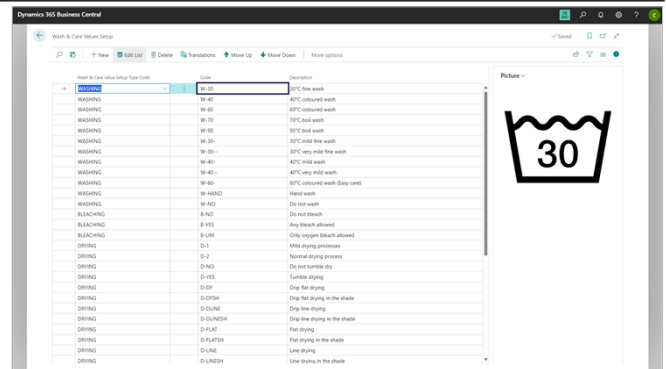 Dynamics 365 Business Central
Wash & Care Values Setup
Saved
New Edit List Delete Translations Move Up Move Down More options
Wash & Care Value Setup Type Code Code Description
WASHING W-30 30°C fine wash
WASHING W-40 40°C coloured wash
WASHING W-60 60°C coloured wash
WASHING W-70 70°C boil wash
WASHING W-95 95°C boil wash
WASHING W-30- 30°C mild fine wash
WASHING W-30-- 30°C very mild fine wash
WASHING W-40- 40°C mild wash
WASHING W-40-- 40°C very mild wash
WASHING W-60- 60°C coloured wash (Easy care)
WASHING W-HAND Hand wash
WASHING W-NO Do not wash
BLEACHING B-NO Do not bleach
BLEACHING B-YES Any bleach allowed
BLEACHING B-LIM Only oxygen bleach allowed
DRYING D-1 Mild drying processes
DRYING D-2 Normal drying process
DRYING D-NO Do not tumble dry
DRYING D-YES Tumble drying
DRYING D-DF Drip flat drying
DRYING D-DFSH Drip flat drying in the shade
DRYING D-DLINE Drip line drying
DRYING D-DLINESH Drip line drying in the shade
DRYING D-FLAT Flat drying
DRYING D-FLATSH Flat drying in the shade
DRYING D-LINE Line drying
DRYING D-LINESH Line drying in the shade
Picture
30